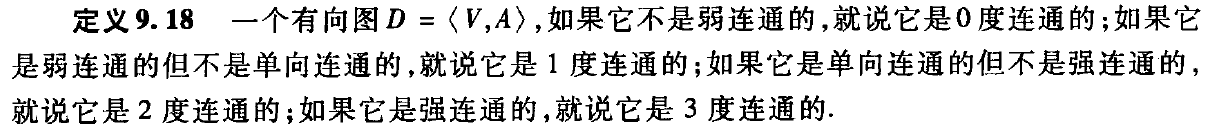 定义9.18 一个有向图D=〈V,A〉,如果它不是弱连通的,就说它是0度连通的;如果它
是弱连通的但不是单向连通的,就说它是1度连通的;如果它是单向连通的但不是强连通的,
就说它是2度连通的;如果它是强连通的,就说它是3度连通的.